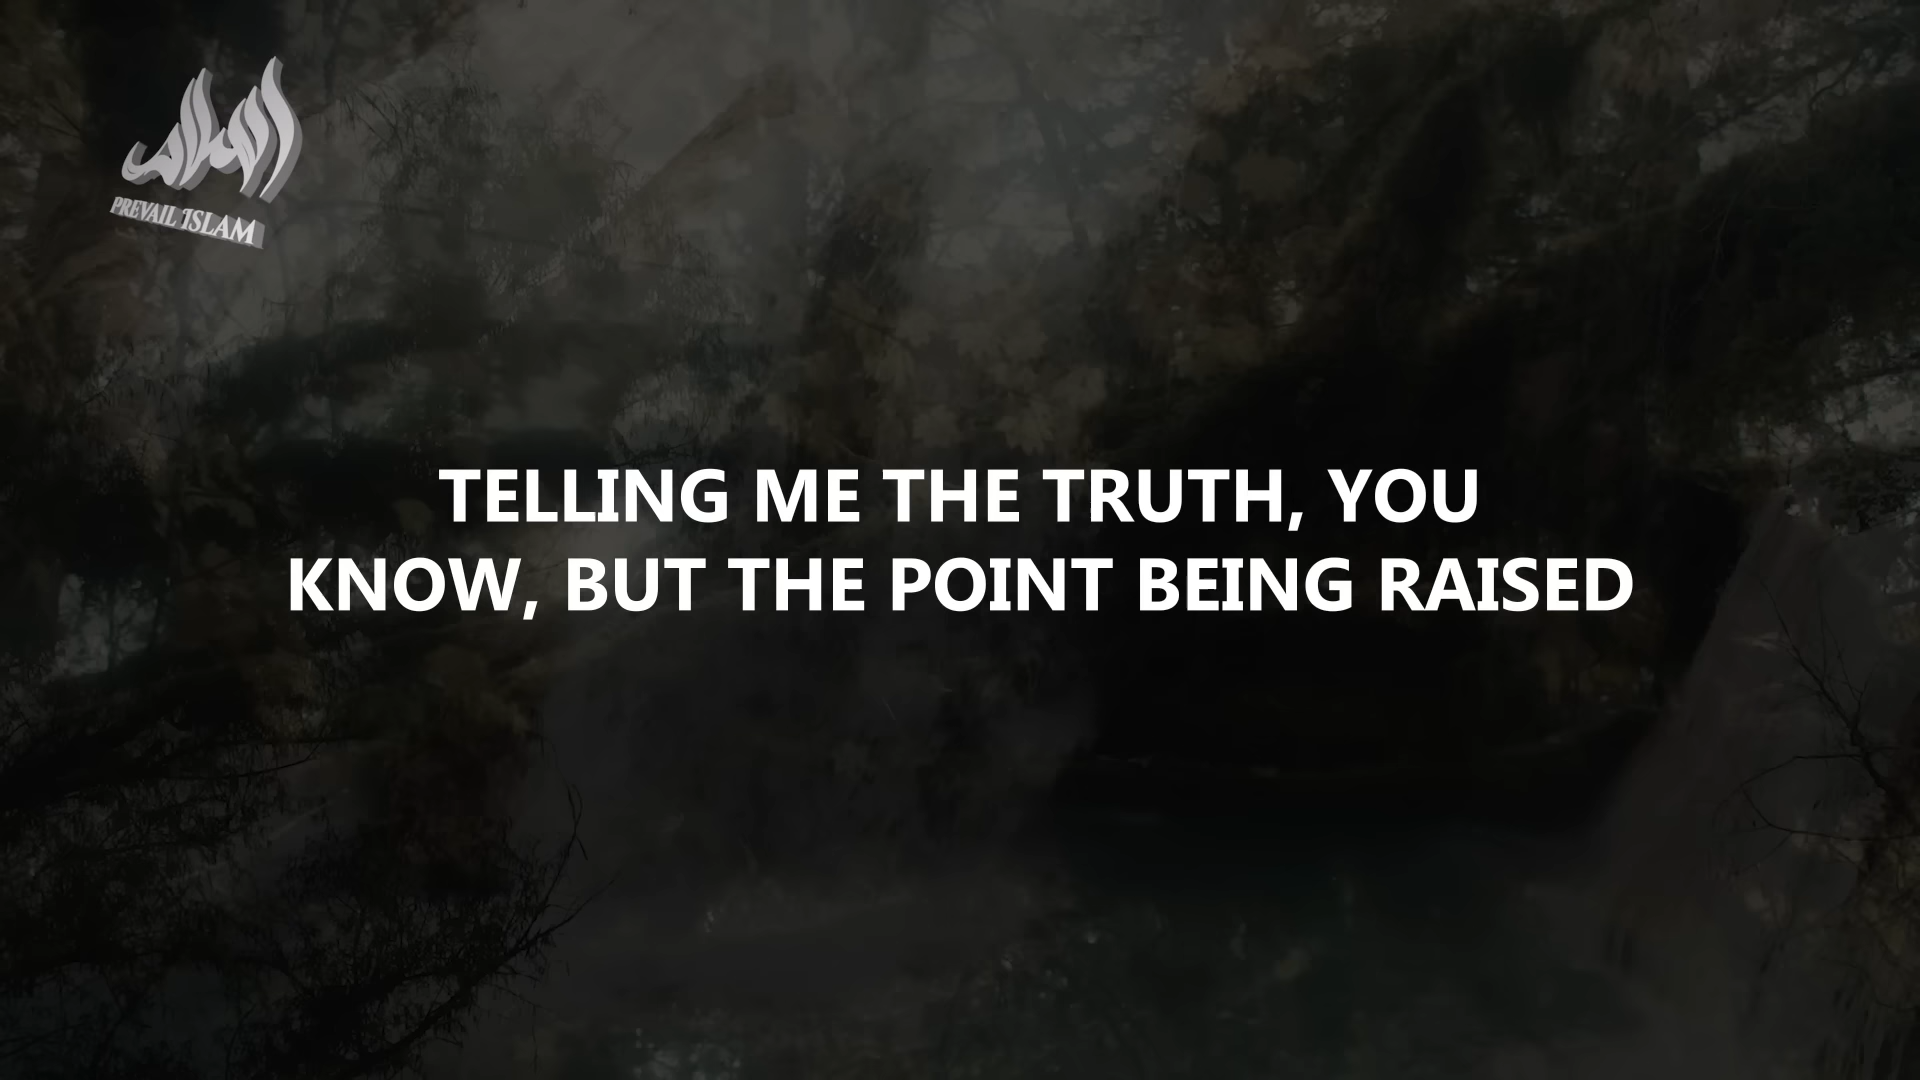 الإسلام
PREVAIL ISLAM
TELLING ME THE TRUTH, YOU
KNOW, BUT THE POINT BEING RAISED